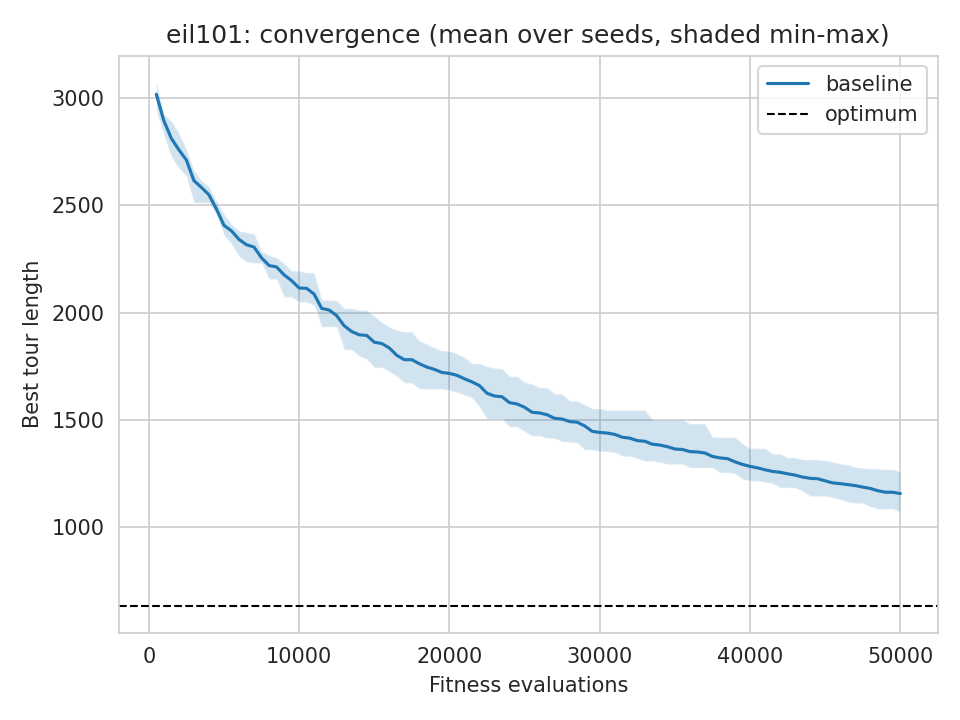 eil101: convergence (mean over seeds, shaded min-max)
baseline
optimum
3000
2500
2000
1500
1000
Best tour length
0 10000 20000 30000 40000 50000
Fitness evaluations